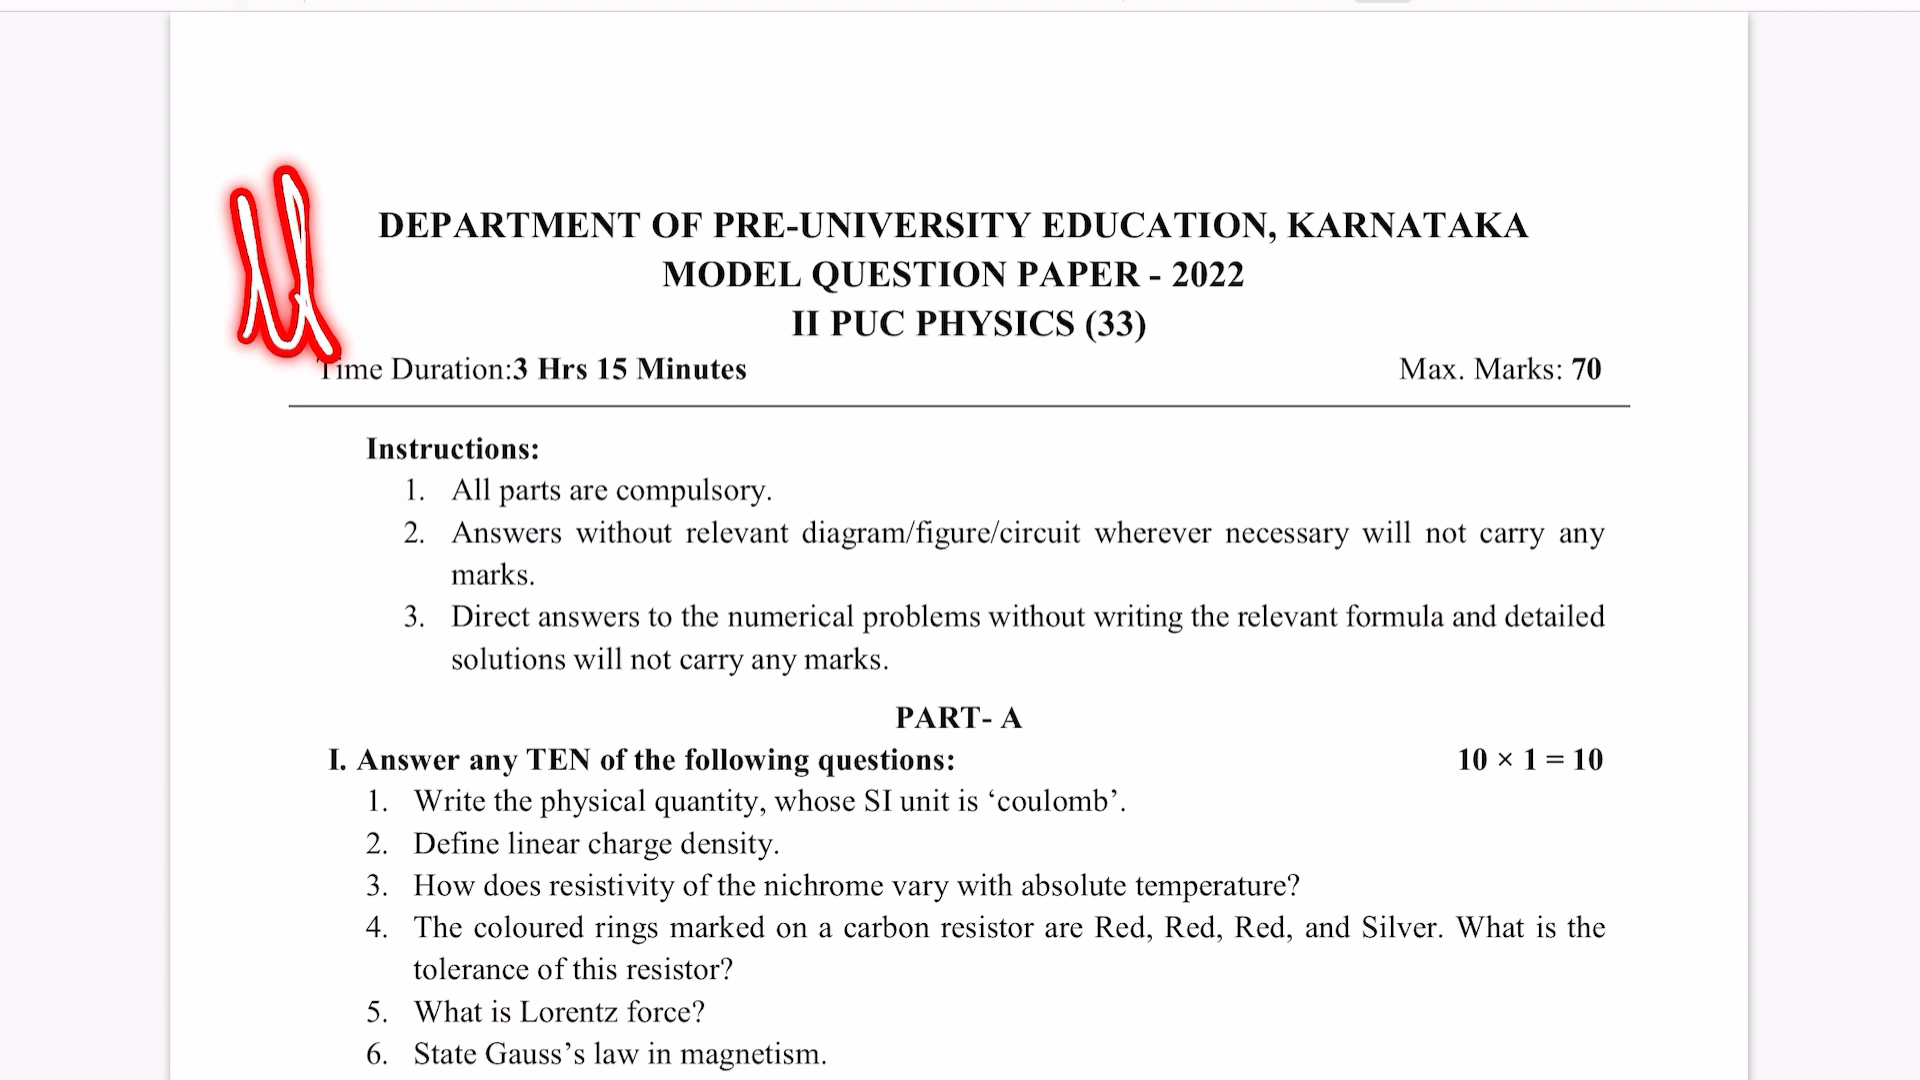 DEPARTMENT OF PRE-UNIVERSITY EDUCATION, KARNATAKA
MODEL QUESTION PAPER - 2022
II PUC PHYSICS (33)
Time Duration:3 Hrs 15 Minutes Max. Marks: 70
Instructions:
1. All parts are compulsory.
2. Answers without relevant diagram/figure/circuit wherever necessary will not carry any
marks.
3. Direct answers to the numerical problems without writing the relevant formula and detailed
solutions will not carry any marks.
PART- A
I. Answer any TEN of the following questions: 10 × 1 = 10
1. Write the physical quantity, whose SI unit is ‘coulomb’.
2. Define linear charge density.
3. How does resistivity of the nichrome vary with absolute temperature?
4. The coloured rings marked on a carbon resistor are Red, Red, Red, and Silver. What is the
tolerance of this resistor?
5. What is Lorentz force?
6. State Gauss’s law in magnetism.